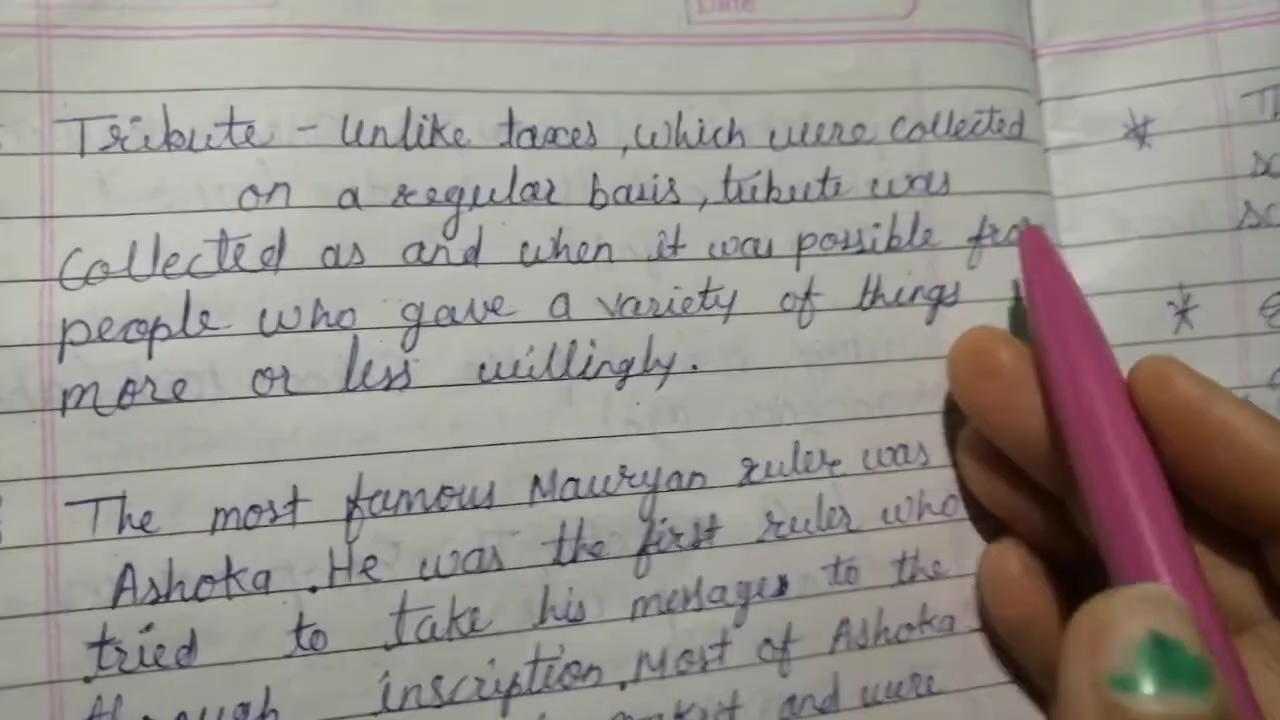 Date
Tribute - Unlike taxes, which were collected
on a regular basis, tribute was
collected as and when it was possible
people who gave a variety of things
more or less willingly.
The most famous Mauryan ruler was
Ashoka. He was the first ruler who
tried to take his messages to the
through inscription. Most of Ashoka
and were
*
*